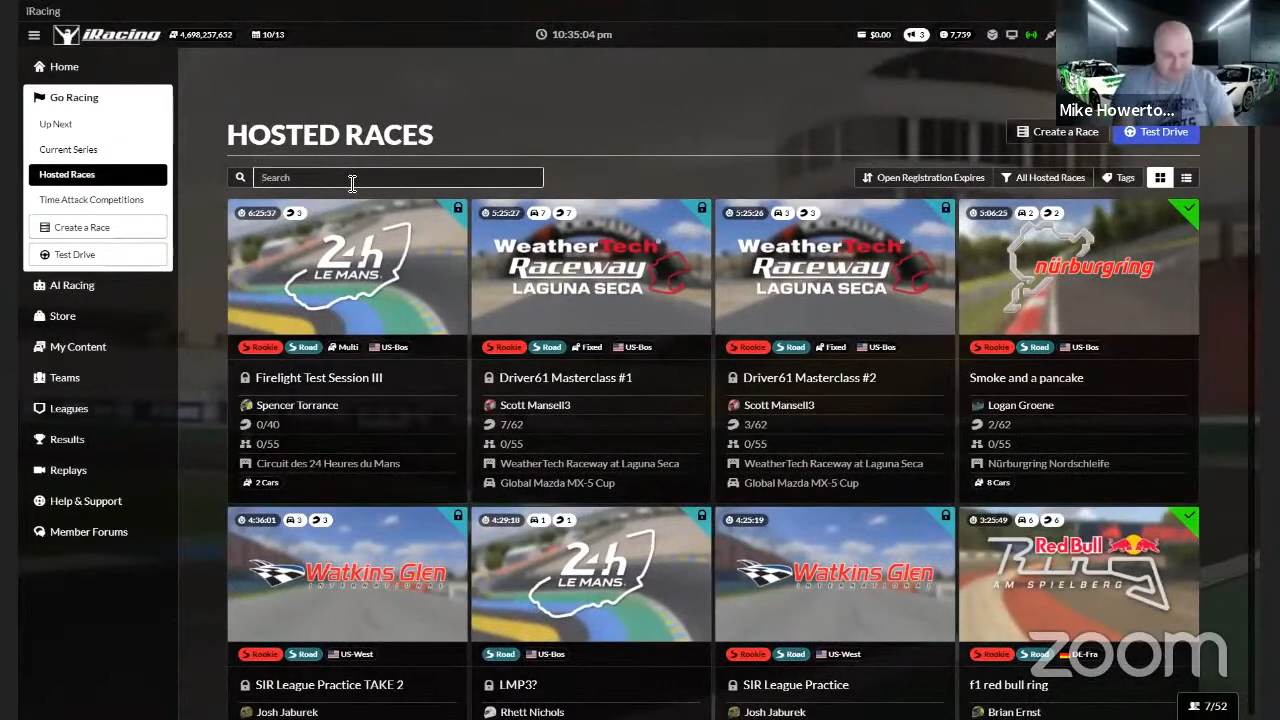 iRacing
iRacing 4,698,257,652 10/13 10:35:04 pm $0.00 3 7,759
Mike Howerto...
Home
Go Racing
Up Next
Current Series
Hosted Races
Time Attack Competitions
Create a Race
Test Drive
AI Racing
Store
My Content
Teams
Leagues
Results
Replays
Help & Support
Member Forums
HOSTED RACES
Create a Race Test Drive
Search
Open Registration Expires All Hosted Races Tags
6:25:37 3
24h
LE MANS
Rookie Road Multi US-Bos
Firelight Test Session III
Spencer Torrance
0/40
0/55
Circuit des 24 Heures du Mans
2 Cars
5:25:27 7 7
WeatherTech
Raceway
LAGUNA SECA
Rookie Road Fixed US-Bos
Driver61 Masterclass #1
Scott Mansell3
7/62
0/55
WeatherTech Raceway at Laguna Seca
Global Mazda MX-5 Cup
5:25:26 3 3
WeatherTech
Raceway
LAGUNA SECA
Rookie Road Fixed US-Bos
Driver61 Masterclass #2
Scott Mansell3
3/62
0/55
WeatherTech Raceway at Laguna Seca
Global Mazda MX-5 Cup
5:06:25 2 2
nürburgring
Rookie Road US-Bos
Smoke and a pancake
Logan Groene
2/62
0/55
Nürburgring Nordschleife
8 Cars
4:36:01 3 3
Watkins Glen
INTERNATIONAL
Rookie Road US-West
SIR League Practice TAKE 2
Josh Jaburek
4:29:18 1 1
24h
LE MANS
Road US-Bos
LMP3?
Rhett Nichols
4:25:19
Watkins Glen
INTERNATIONAL
Rookie Road US-West
SIR League Practice
Josh Jaburek
3:25:49 6 6
Red Bull
Ring
AM SPIELBERG
Rookie Road DE-Fra
f1 red bull ring
Brian Ernst
zoom
7/52